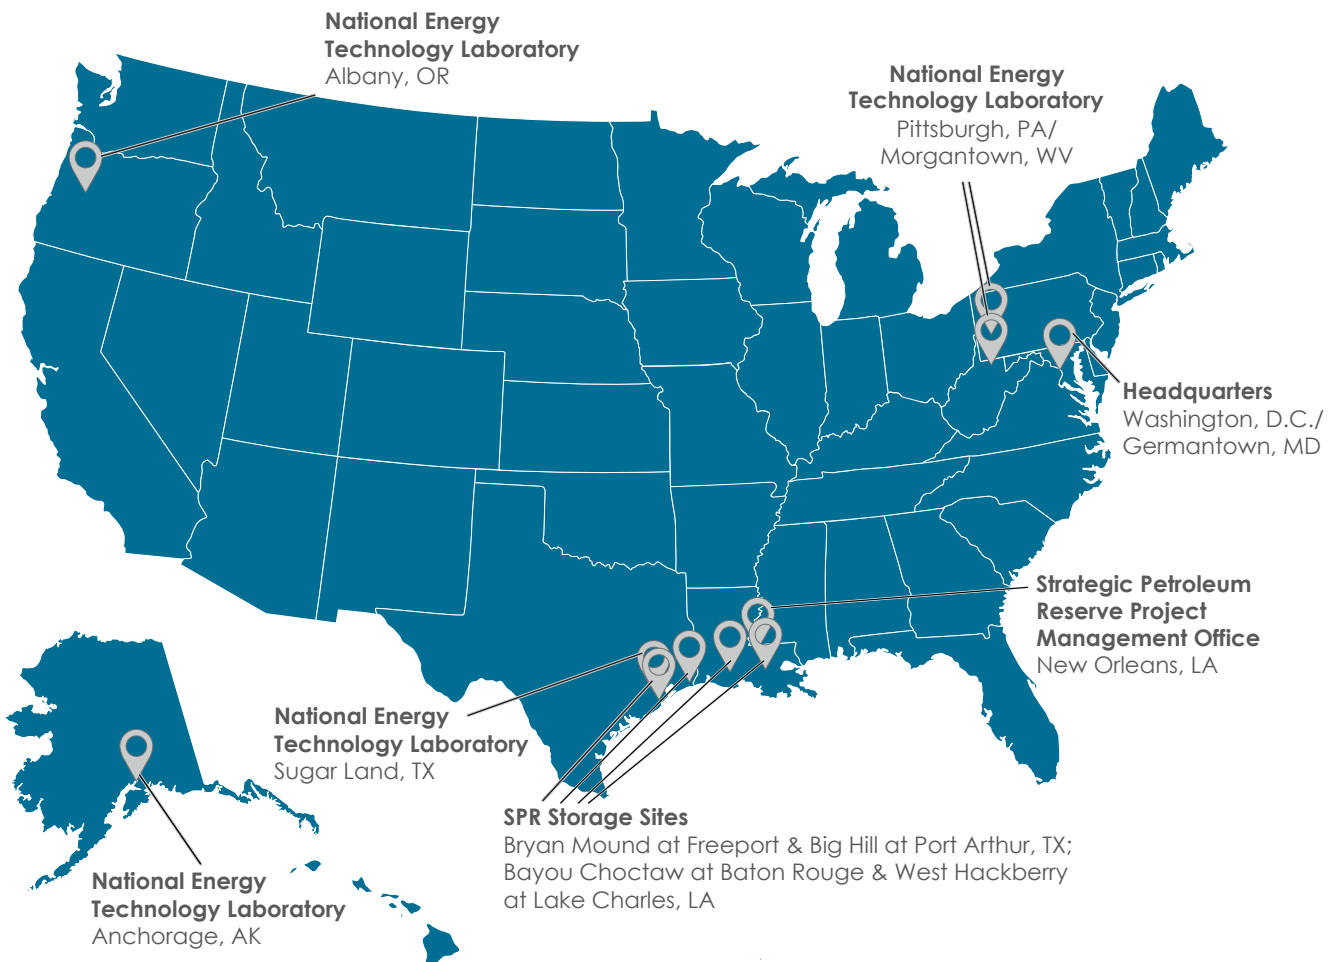 National Energy
Technology Laboratory
Albany, OR
National Energy
Technology Laboratory
Pittsburgh, PA/
Morgantown, WV
Headquarters
Washington, D.C./
Germantown, MD
Strategic Petroleum
Reserve Project
Management Office
New Orleans, LA
National Energy
Technology Laboratory
Sugar Land, TX
SPR Storage Sites
Bryan Mound at Freeport & Big Hill at Port Arthur, TX;
Bayou Choctaw at Baton Rouge & West Hackberry
at Lake Charles, LA
National Energy
Technology Laboratory
Anchorage, AK